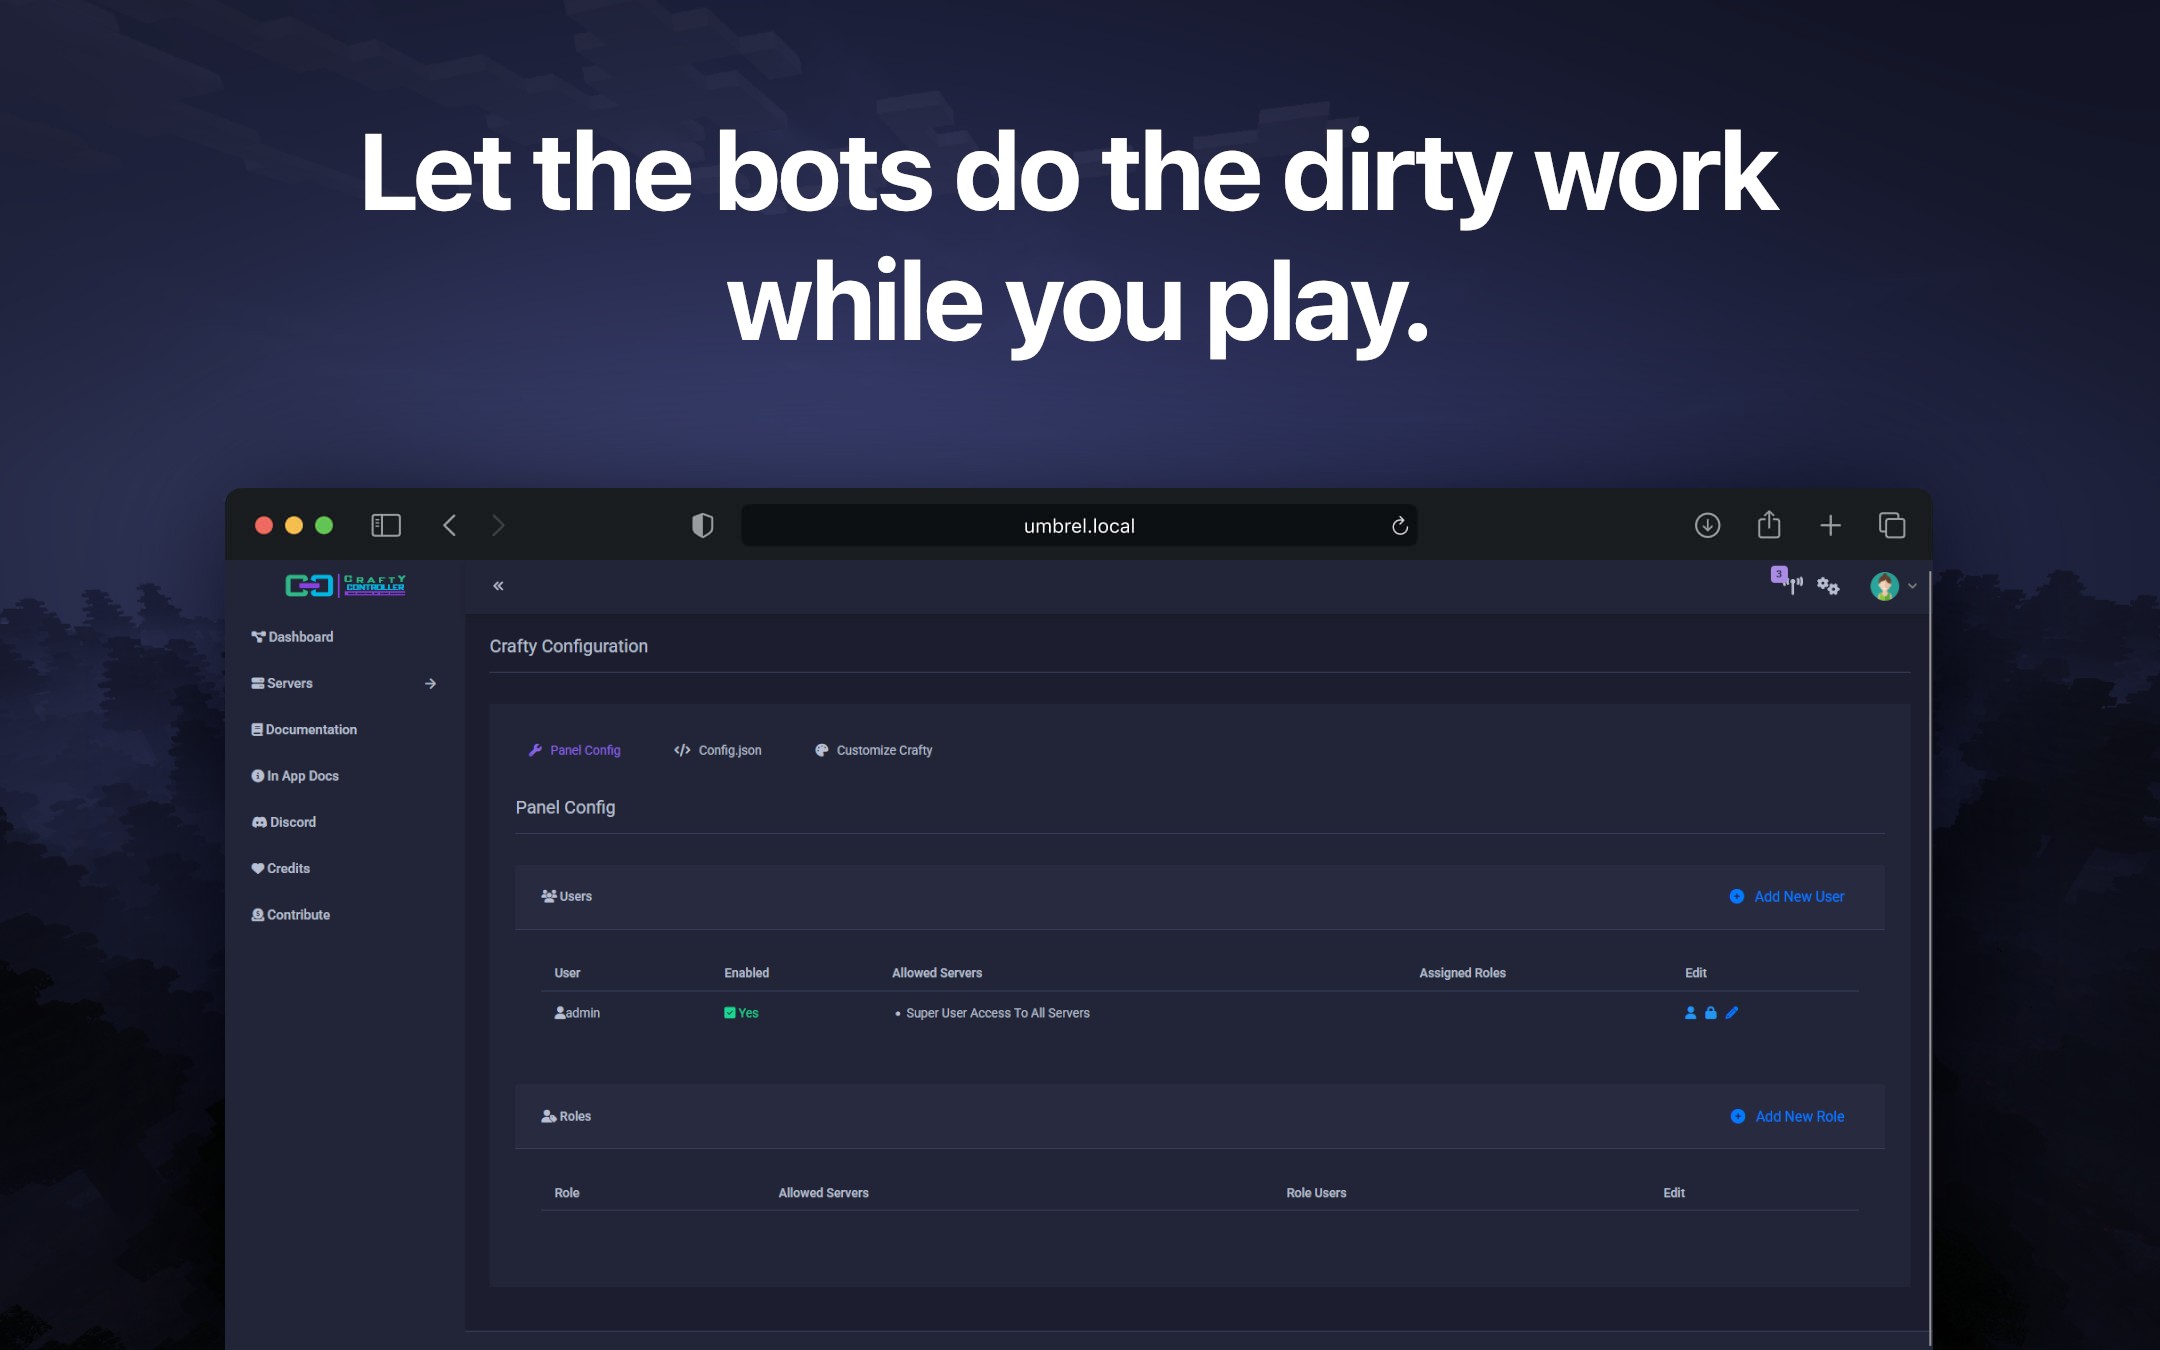 Let the bots do the dirty work
while you play.
umbrel.local
CRAFTY
CONTROLLER
3
Dashboard
Servers
Documentation
In App Docs
Discord
Credits
Contribute
Crafty Configuration
Panel Config
Config.json
Customize Crafty
Panel Config
Users
Add New User
User Enabled Allowed Servers Assigned Roles Edit
admin Yes • Super User Access To All Servers
Roles
Add New Role
Role Allowed Servers Role Users Edit